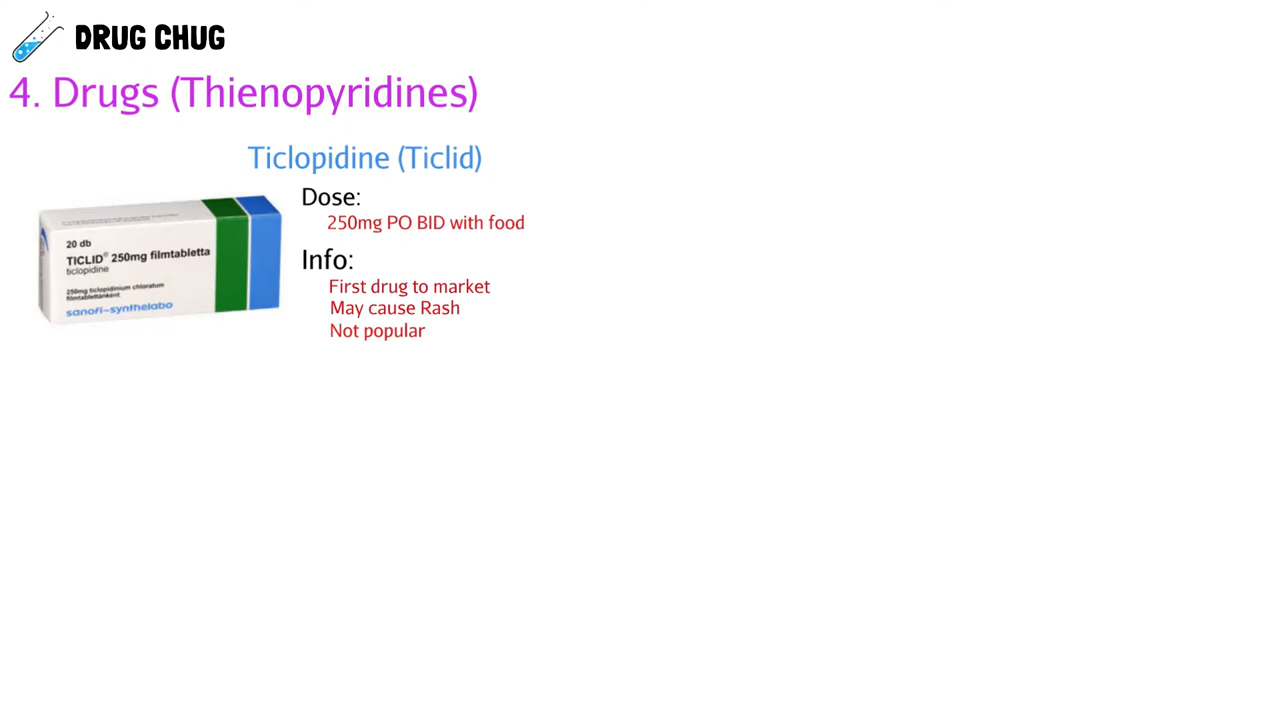 DRUG CHUG
4. Drugs (Thienopyridines)
Ticlopidine (Ticlid)
Dose:
250mg PO BID with food
Info:
First drug to market
May cause Rash
Not popular
20 db
TICLID® 250mg filmtabletta
ticlopidine
250mg ticlopidinium chloratum
filmtablettánként
sanofi~synthelabo